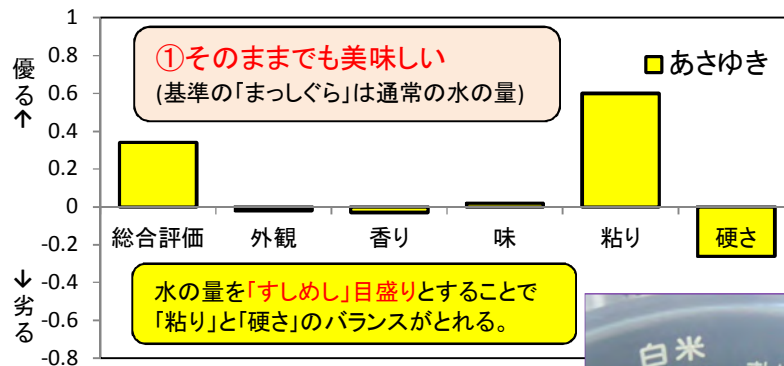 1
0.8
0.6
0.4
0.2
0
-0.2
-0.4
-0.6
-0.8
優る↑
↓劣る
①そのままでも美味しい
(基準の「まっしぐら」は通常の水の量)
あさゆき
総合評価 外観 香り 味 粘り 硬さ
水の量を「すしめし」目盛りとすることで
「粘り」と「硬さ」のバランスがとれる。
白米